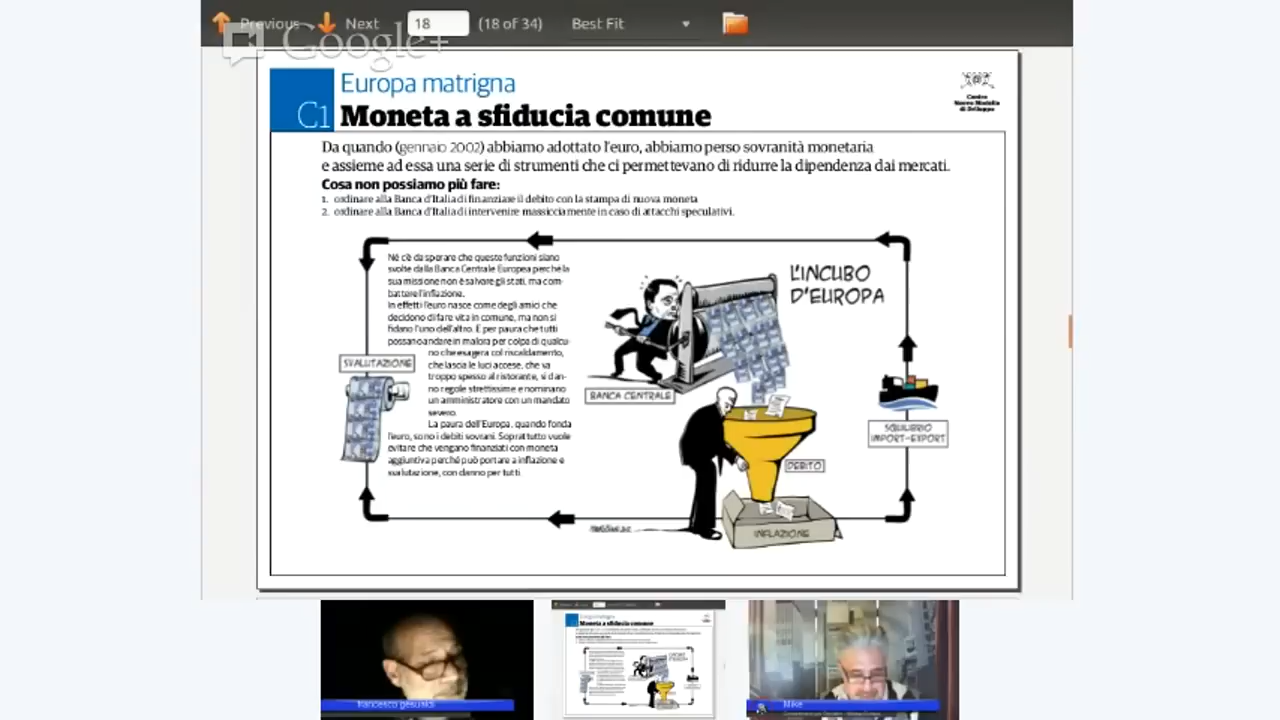 Previous Next 18 (18 of 34) Best Fit
Google+
Europa matrigna
C1 Moneta a sfiducia comune
Centro
Nuovo Modello
di Sviluppo
Da quando (gennaio 2002) abbiamo adottato l'euro, abbiamo perso sovranità monetaria
e assieme ad essa una serie di strumenti che ci permettevano di ridurre la dipendenza dai mercati.
Cosa non possiamo più fare:
1. ordinare alla Banca d'Italia di finanziare il debito con la stampa di nuova moneta
2. ordinare alla Banca d'Italia di intervenire massicciamente in caso di attacchi speculativi.
Né c'è da sperare che queste funzioni siano
svolte dalla Banca Centrale Europea perché la
sua missione non è salvare gli stati, ma com-
battere l'inflazione.
In effetti l'euro nasce come degli amici che
decidono di fare vita in comune, ma non si
fidano l'uno dell'altro. E per paura che tutti
possano andare in malora per colpa di qualcu-
no che esagera col riscaldamento,
che lascia le luci accese, che va
troppo spesso al ristorante, si dan-
no regole strettissime e nominano
un amministratore con un mandato
severo.
La paura dell'Europa, quando fonda
l'euro, sono i debiti sovrani. Soprattutto vuole
evitare che vengano finanziati con moneta
aggiuntiva perché può portare a inflazione e
svalutazione, con danno per tutti.
L'INCUBO
D'EUROPA
SVALUTAZIONE
BANCA CENTRALE
SQUILIBRIO
IMPORT-EXPORT
DEBITO
INFLAZIONE
francesco gesualdi
Mike